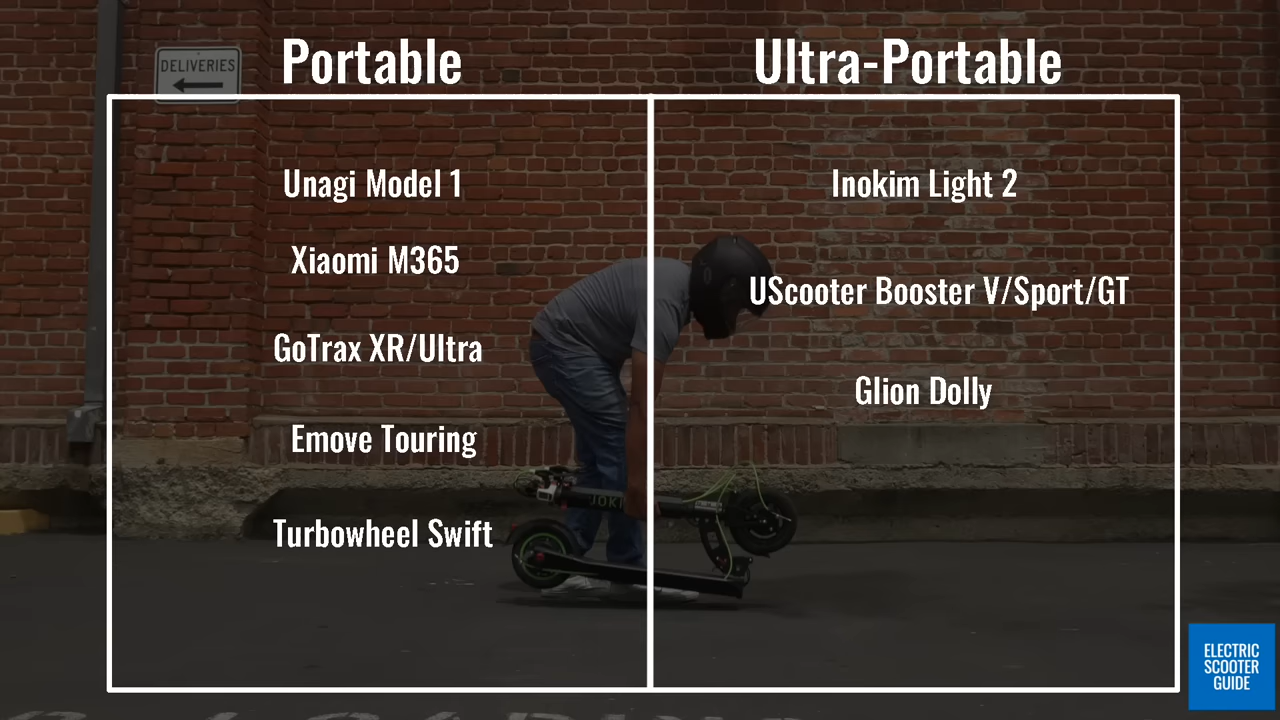 DELIVERIES
Portable
Ultra-Portable
Unagi Model 1
Xiaomi M365
GoTrax XR/Ultra
Emove Touring
Turbowheel Swift
Inokim Light 2
UScooter Booster V/Sport/GT
Glion Dolly
ELECTRIC
SCOOTER
GUIDE